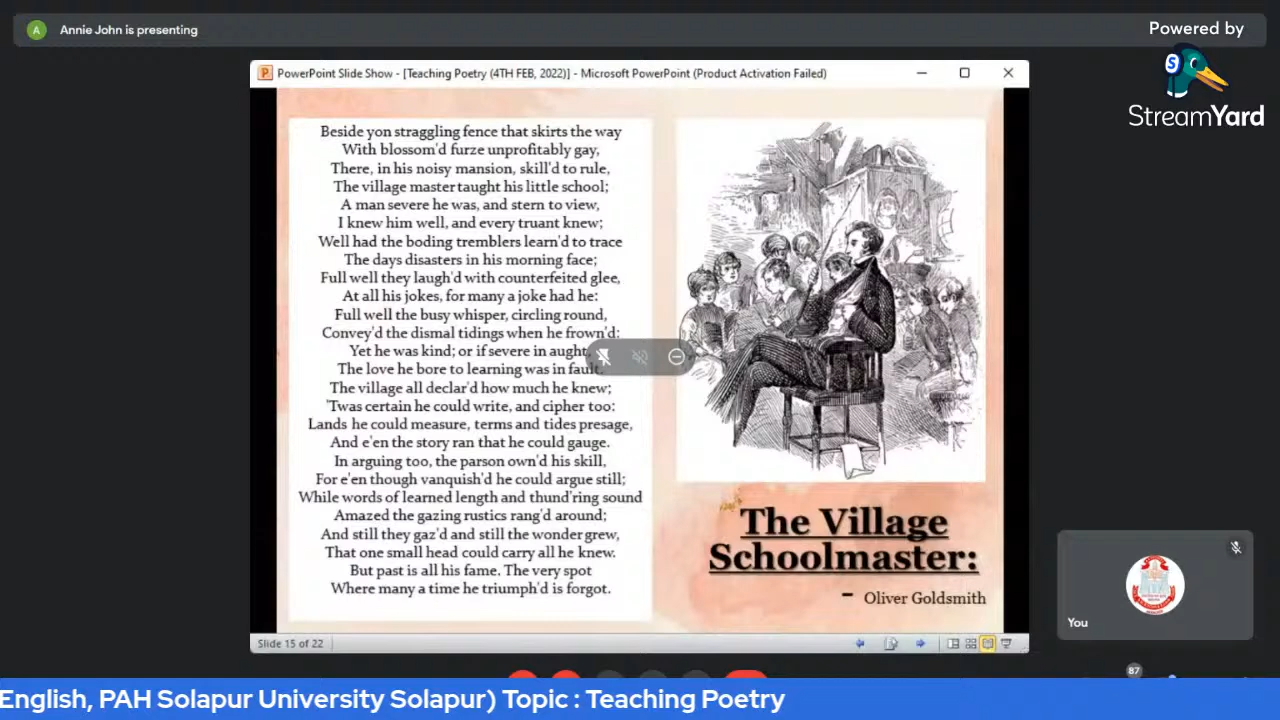 A Annie John is presenting
Powered by
S
StreamYard
P PowerPoint Slide Show - [Teaching Poetry (4TH FEB, 2022)] - Microsoft PowerPoint (Product Activation Failed)
Beside yon straggling fence that skirts the way
With blossom'd furze unprofitably gay,
There, in his noisy mansion, skill'd to rule,
The village master taught his little school;
A man severe he was, and stern to view,
I knew him well, and every truant knew;
Well had the boding tremblers learn'd to trace
The days disasters in his morning face;
Full well they laugh'd with counterfeited glee,
At all his jokes, for many a joke had he:
Full well the busy whisper, circling round,
Convey'd the dismal tidings when he frown'd:
Yet he was kind; or if severe in aught
The love he bore to learning was in fault.
The village all declar'd how much he knew;
'Twas certain he could write, and cipher too:
Lands he could measure, terms and tides presage,
And e'en the story ran that he could gauge.
In arguing too, the parson own'd his skill,
For e'en though vanquish'd he could argue still;
While words of learned length and thund'ring sound
Amazed the gazing rustics rang'd around;
And still they gaz'd and still the wonder grew,
That one small head could carry all he knew.
But past is all his fame. The very spot
Where many a time he triumph'd is forgot.
The Village
Schoolmaster:
- Oliver Goldsmith
Slide 15 of 22
You
87
English, PAH Solapur University Solapur) Topic : Teaching Poetry